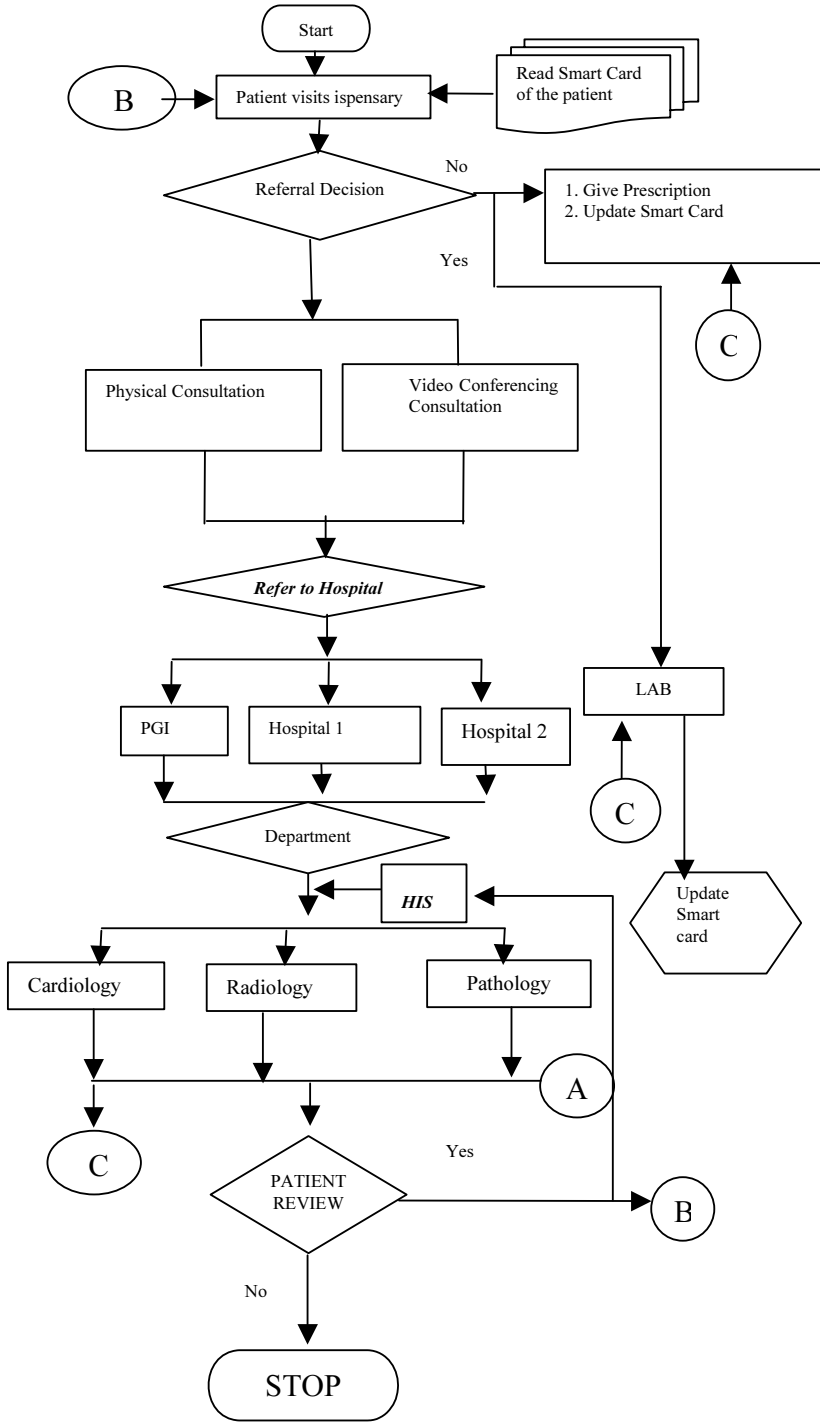 Start
B
Patient visits ispensary
Read Smart Card
of the patient
No
Referral Decision
1. Give Prescription
2. Update Smart Card
Yes
C
Physical Consultation
Video Conferencing
Consultation
Refer to Hospital
PGI
Hospital 1
Hospital 2
LAB
C
Department
HIS
Update
Smart
card
Cardiology
Radiology
Pathology
A
C
Yes
PATIENT
REVIEW
B
No
STOP